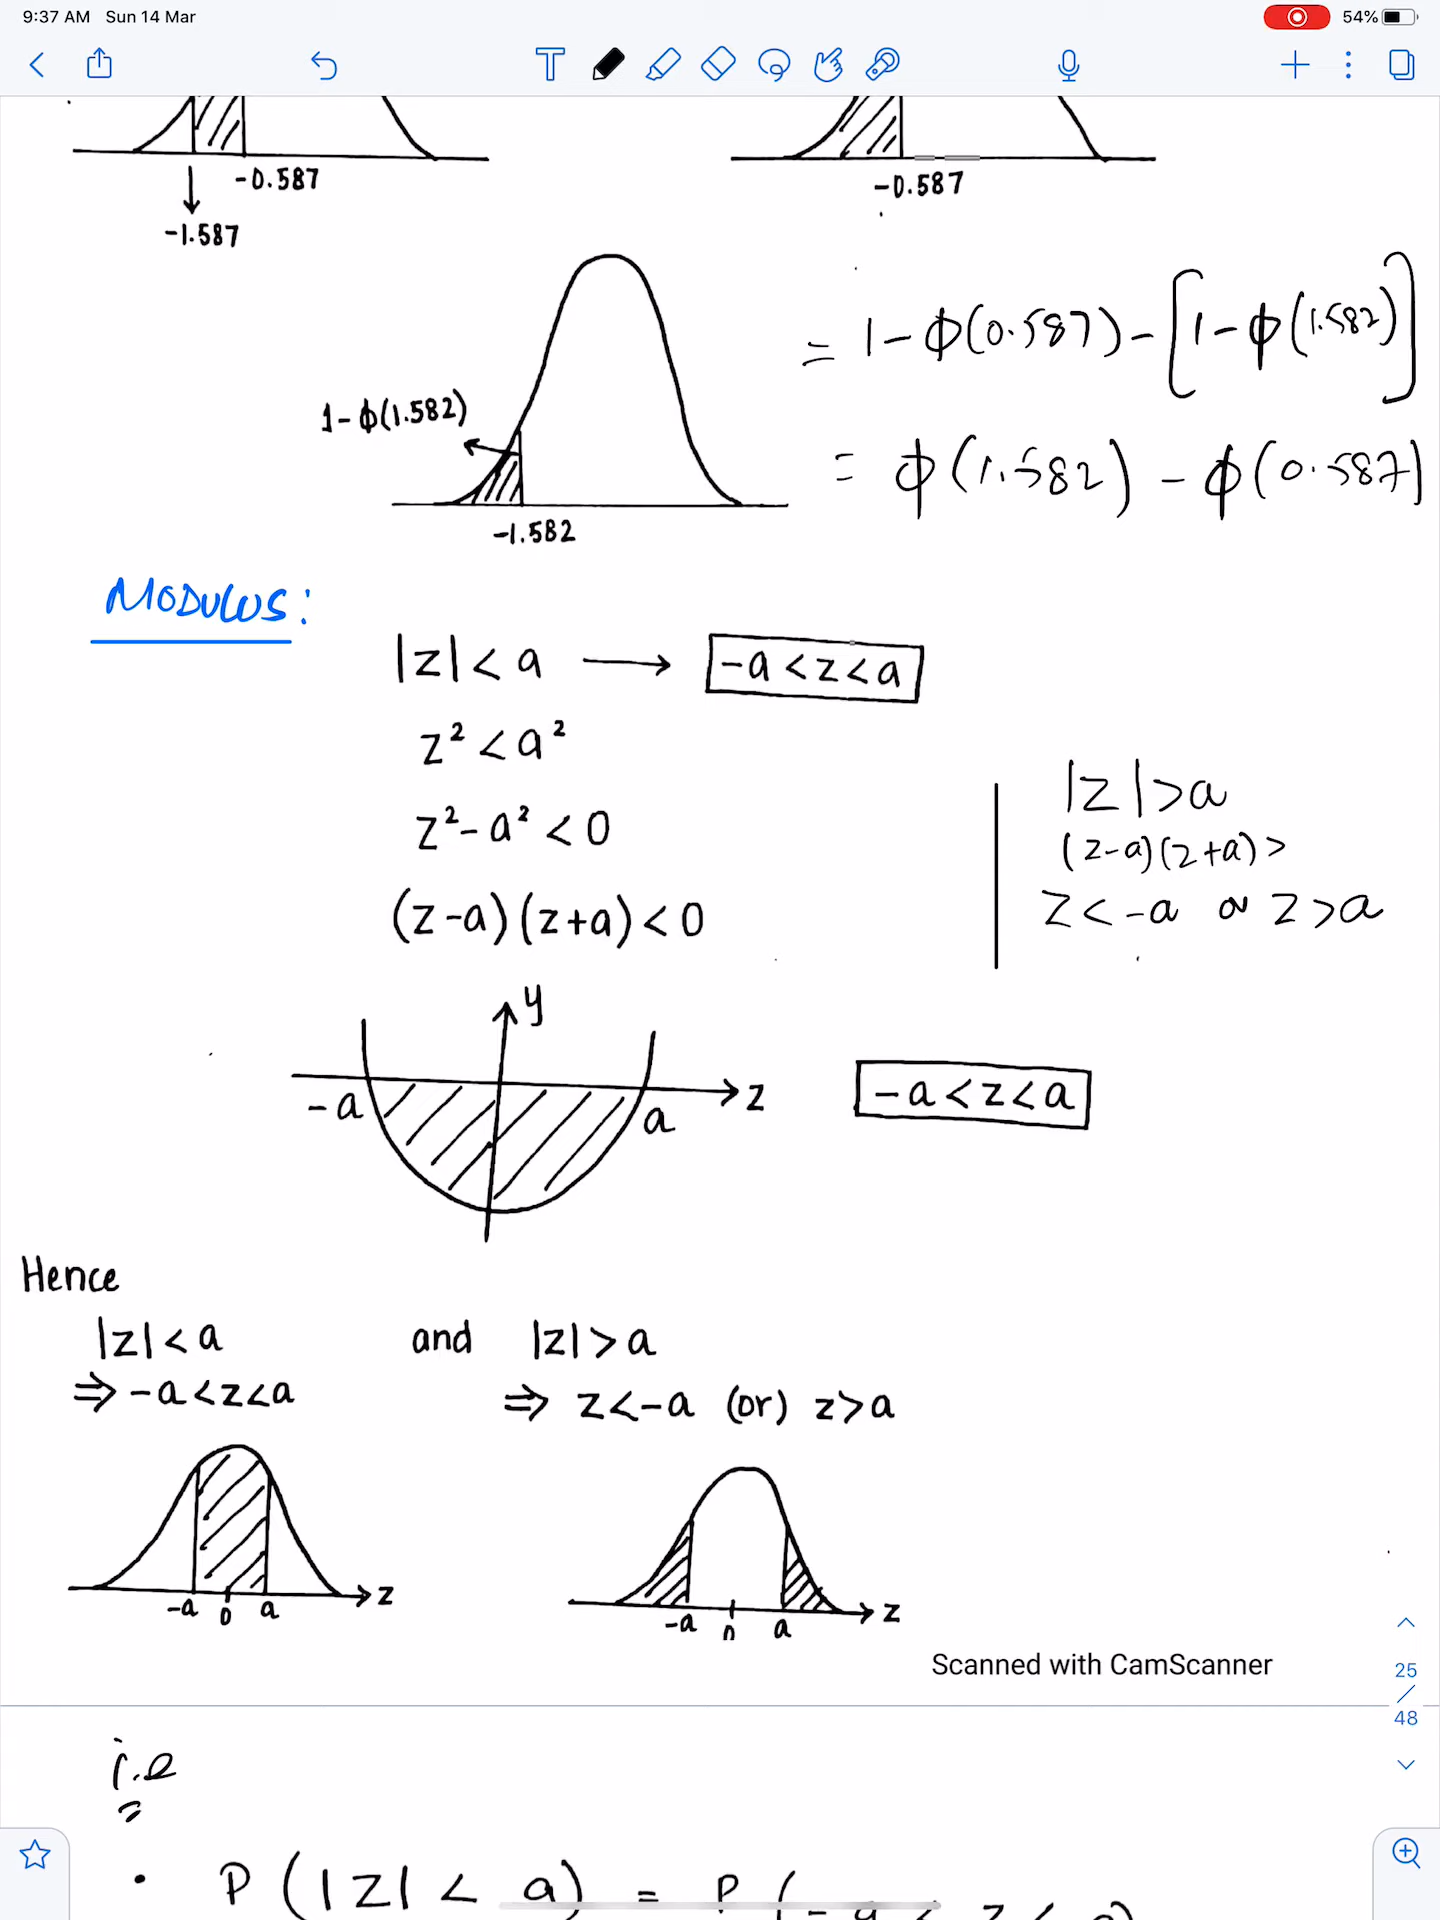 9:37 AM Sun 14 Mar
54%
T
-0.587
-1.587
-0.587
= 1-ϕ(0.587)-[1-ϕ(1.582)]
1-ϕ(1.582)
= ϕ(1.582) - ϕ(0.587)
-1.582
MODULUS:
|z|<a → -a<z<a
z²<a²
z²-a²<0
(z-a)(z+a)<0
|z|>a
(z-a)(z+a)>
z<-a or z>a
y
-a a z
-a<z<a
Hence
|z|<a and |z|>a
⇒ -a<z<a ⇒ z<-a (or) z>a
-a 0 a z
-a 0 a z
Scanned with CamScanner
25
/
48
i.e
• P(|z|< a) = P(-a < z < a)